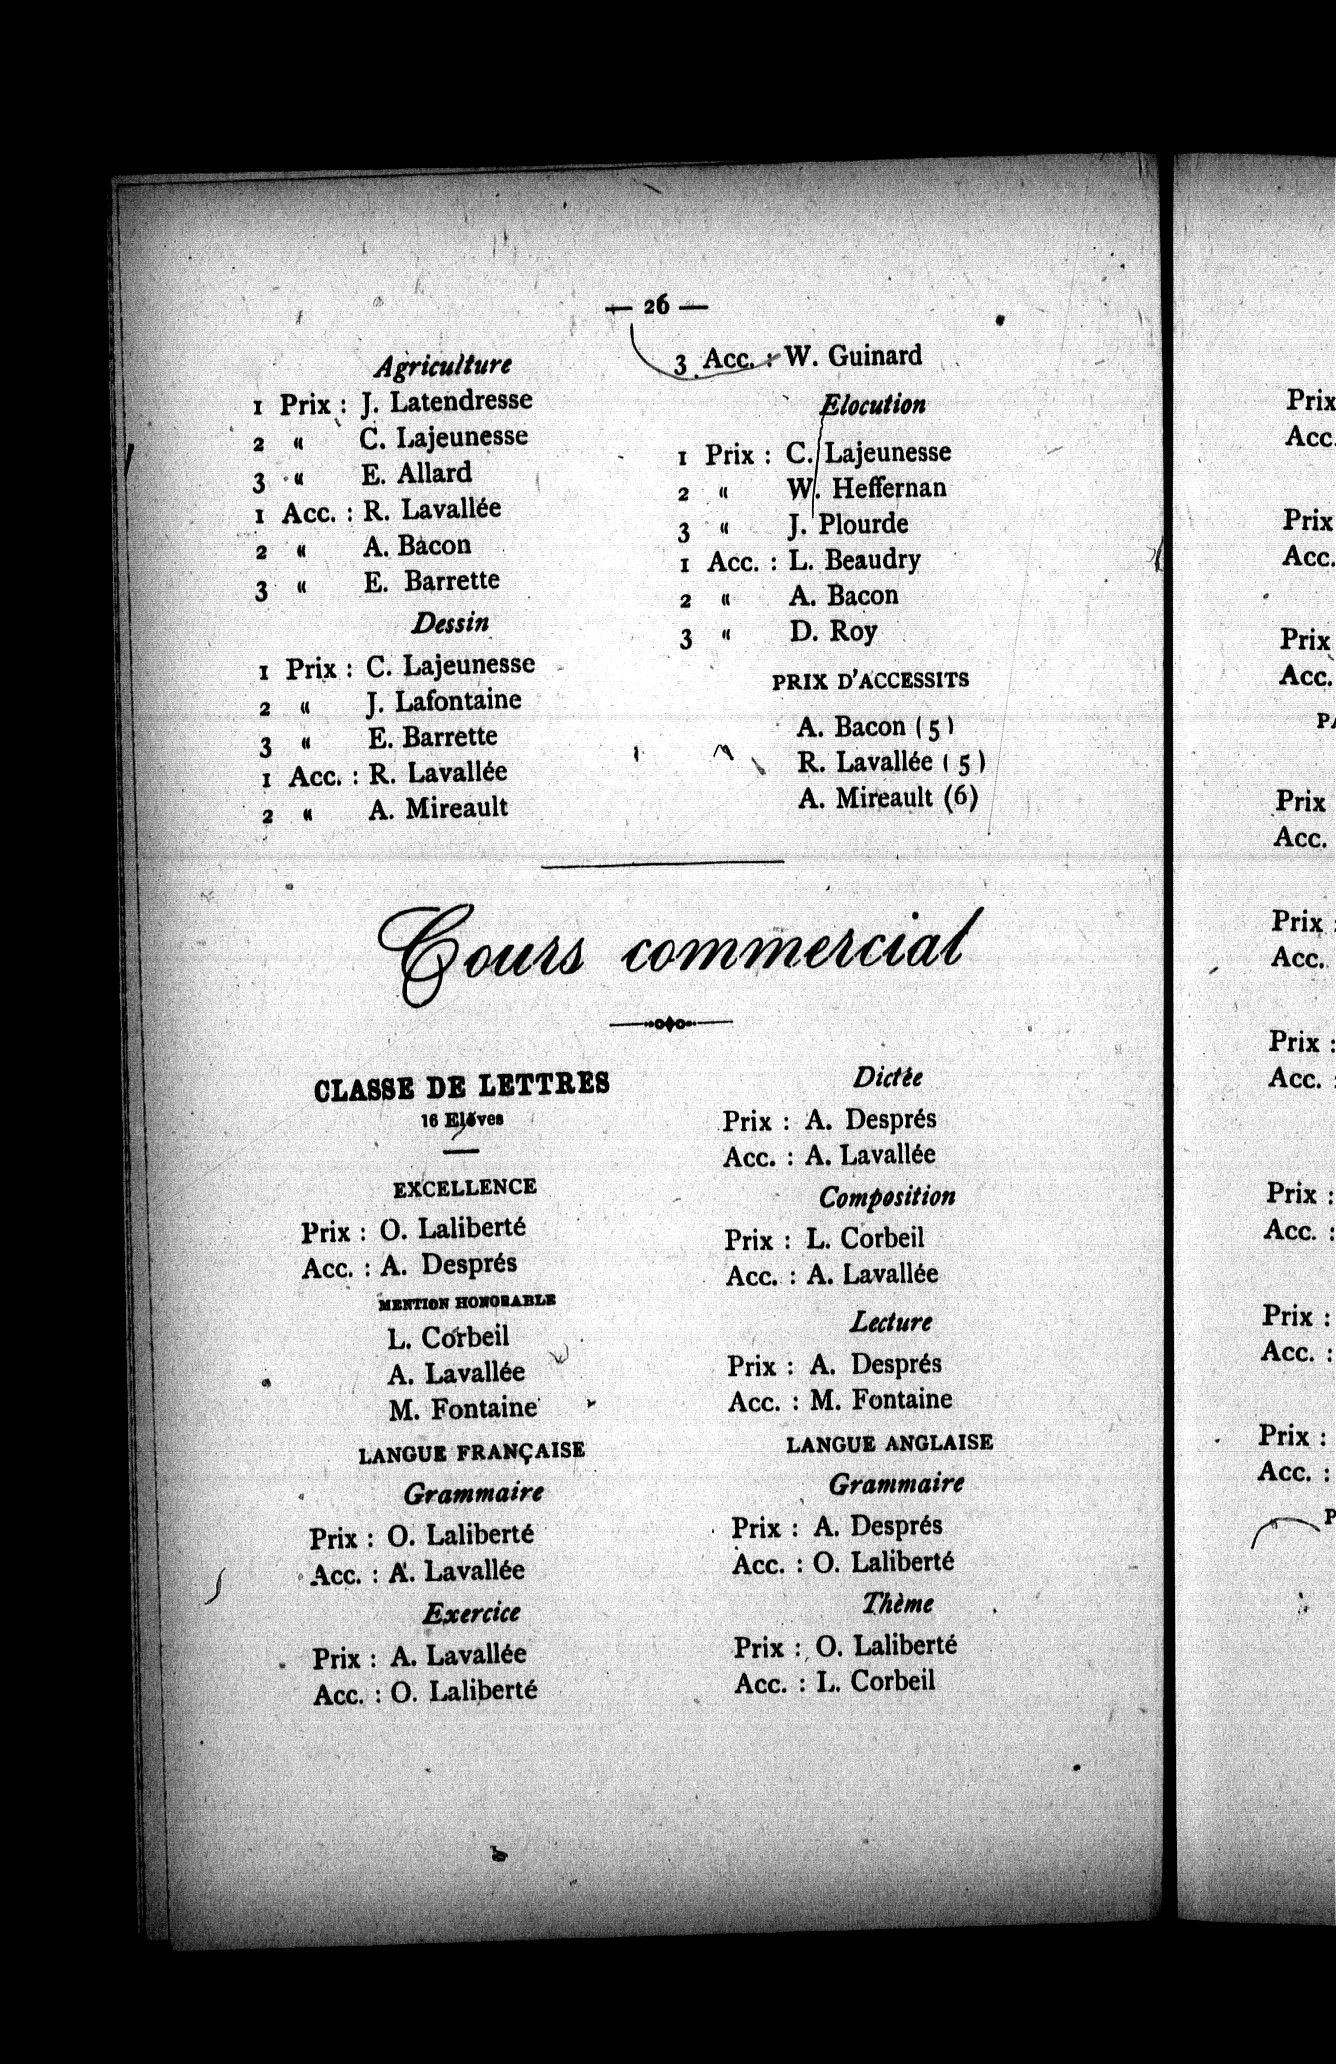 — 26 —
Agriculture
1 Prix : J. Latendresse
2 " C. Lajeunesse
3 " E. Allard
1 Acc. : R. Lavallée
2 " A. Bacon
3 " E. Barrette
Dessin
1 Prix : C. Lajeunesse
2 " J. Lafontaine
3 " E. Barrette
1 Acc. : R. Lavallée
2 " A. Mireault
3 Acc. : W. Guinard
Elocution
1 Prix : C. Lajeunesse
2 " W. Heffernan
3 " J. Plourde
1 Acc. : L. Beaudry
2 " A. Bacon
3 " D. Roy
PRIX D'ACCESSITS
A. Bacon (5)
R. Lavallée (5)
A. Mireault (6)
Cours commercial
CLASSE DE LETTRES
16 Elèves
EXCELLENCE
Prix : O. Laliberté
Acc. : A. Després
MENTION HONORABLE
L. Corbeil
A. Lavallée
M. Fontaine
LANGUE FRANÇAISE
Grammaire
Prix : O. Laliberté
Acc. : A. Lavallée
Exercice
Prix : A. Lavallée
Acc. : O. Laliberté
Dictée
Prix : A. Després
Acc. : A. Lavallée
Composition
Prix : L. Corbeil
Acc. : A. Lavallée
Lecture
Prix : A. Després
Acc. : M. Fontaine
LANGUE ANGLAISE
Grammaire
Prix : A. Després
Acc. : O. Laliberté
Thème
Prix : O. Laliberté
Acc. : L. Corbeil
Prix
Acc.
Prix
Acc.
Prix
Acc.
Prix
Acc.
Prix :
Acc.
Prix :
Acc. :
Prix :
Acc. :
Prix :
Acc. :
Prix :
Acc. :